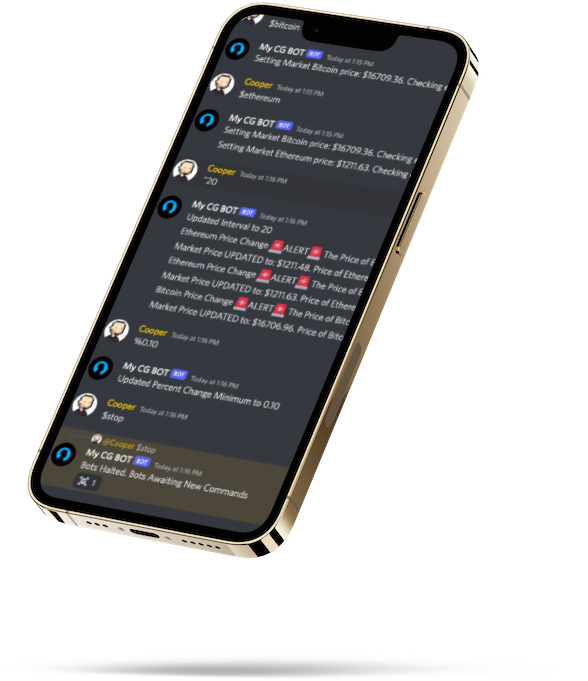 $bitcoin
My CG BOT BOT Today at 1:15 PM
Setting Market Bitcoin price: $16709.36. Checking
Cooper Today at 1:15 PM
$ethereum
My CG BOT BOT Today at 1:15 PM
Setting Market Bitcoin price: $16709.36. Checking
Setting Market Ethereum price: $1211.63. Checking
Cooper Today at 1:16 PM
"20
My CG BOT BOT Today at 1:16 PM
Updated Interval to 20
Ethereum Price Change 🚨ALERT🚨 The Price of E
Market Price UPDATED to: $1211.48. Price of Ethere
Ethereum Price Change 🚨ALERT🚨 The Price of E
Market Price UPDATED to: $1211.63. Price of Ethere
Bitcoin Price Change 🚨ALERT🚨 The Price of Bitc
Market Price UPDATED to: $16706.96. Price of Bitc
Cooper Today at 1:16 PM
%0.10
My CG BOT BOT Today at 1:16 PM
Updated Percent Change Minimum to 0.10
Cooper Today at 1:16 PM
$stop
@Cooper $stop
My CG BOT BOT Today at 1:16 PM
Bots Halted. Bots Awaiting New Commands
1